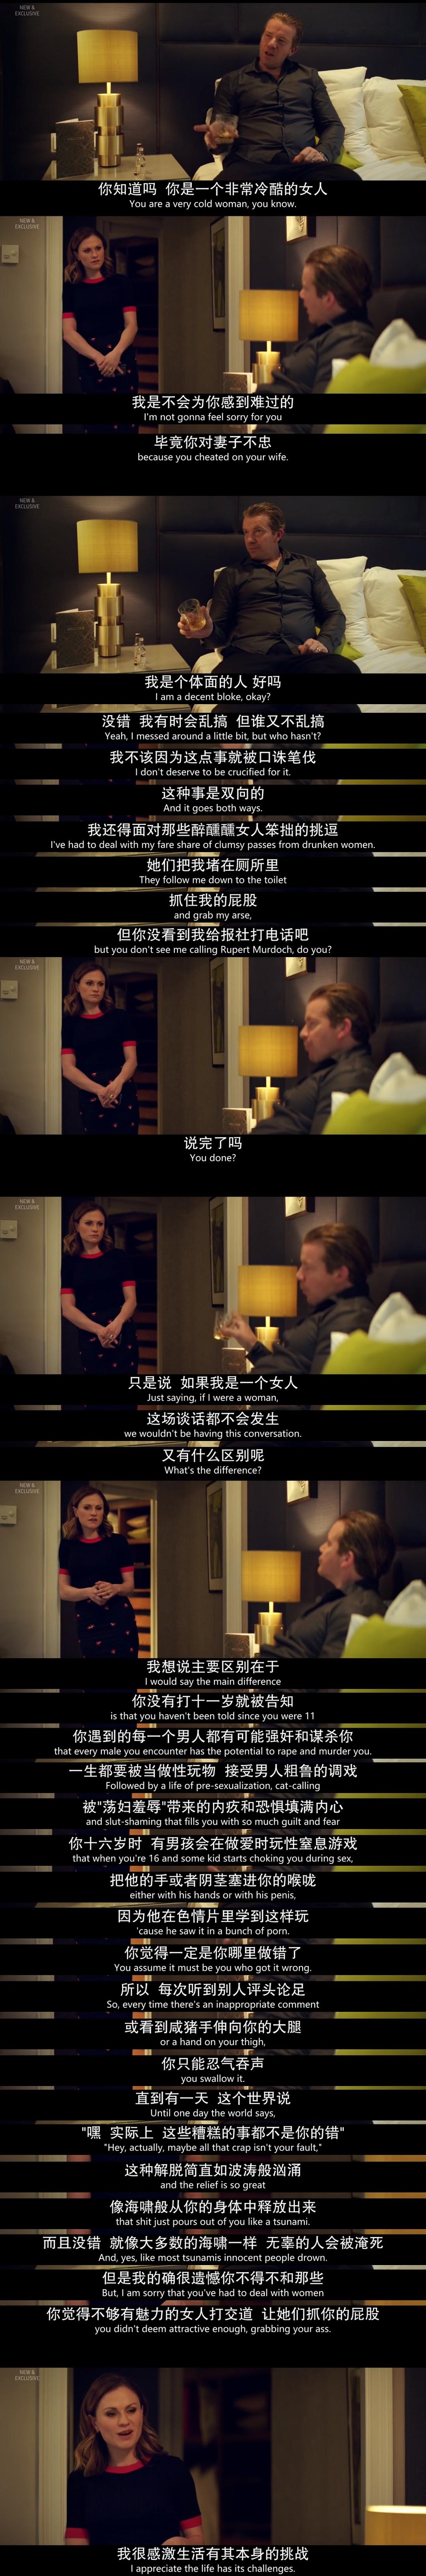 NEW &
EXCLUSIVE
你知道吗 你是一个非常冷酷的女人
You are a very cold woman, you know.
NEW &
EXCLUSIVE
我是不会为你感到难过的
I'm not gonna feel sorry for you
毕竟你对妻子不忠
because you cheated on your wife.
NEW &
EXCLUSIVE
我是个体面的人 好吗
I am a decent bloke, okay?
没错 我有时会乱搞 但谁又不乱搞
Yeah, I messed around a little bit, but who hasn't?
我不该因为这点事就被口诛笔伐
I don't deserve to be crucified for it.
这种事是双向的
And it goes both ways.
我还得面对那些醉醺醺女人笨拙的挑逗
I've had to deal with my fare share of clumsy passes from drunken women.
她们把我堵在厕所里
They follow me down to the toilet
抓住我的屁股
and grab my arse,
但你没看到我给报社打电话吧
but you don't see me calling Rupert Murdoch, do you?
NEW &
EXCLUSIVE
说完了吗
You done?
NEW &
EXCLUSIVE
只是说 如果我是一个女人
Just saying, if I were a woman,
这场谈话都不会发生
we wouldn't be having this conversation.
又有什么区别呢
What's the difference?
NEW &
EXCLUSIVE
我想说主要区别在于
I would say the main difference
你没有打十一岁就被告知
is that you haven't been told since you were 11
你遇到的每一个男人都有可能强奸和谋杀你
that every male you encounter has the potential to rape and murder you.
一生都要被当做性玩物 接受男人粗鲁的调戏
Followed by a life of pre-sexualization, cat-calling
被"荡妇羞辱"带来的内疚和恐惧填满内心
and slut-shaming that fills you with so much guilt and fear
你十六岁时 有男孩会在做爱时玩性窒息游戏
that when you're 16 and some kid starts choking you during sex,
把他的手或者阴茎塞进你的喉咙
either with his hands or with his penis,
因为他在色情片里学到这样玩
'cause he saw it in a bunch of porn.
你觉得一定是你哪里做错了
You assume it must be you who got it wrong.
所以 每次听到别人评头论足
So, every time there's an inappropriate comment
或看到咸猪手伸向你的大腿
or a hand on your thigh,
你只能忍气吞声
you swallow it.
直到有一天 这个世界说
Until one day the world says,
"嘿 实际上 这些糟糕的事都不是你的错"
"Hey, actually, maybe all that crap isn't your fault,"
这种解脱简直如波涛般汹涌
and the relief is so great
像海啸般从你的身体中释放出来
that shit just pours out of you like a tsunami.
而且没错 就像大多数的海啸一样 无辜的人会被淹死
And, yes, like most tsunamis innocent people drown.
但是我的确很遗憾你不得不和那些
But, I am sorry that you've had to deal with women
你觉得不够有魅力的女人打交道 让她们抓你的屁股
you didn't deem attractive enough, grabbing your ass.
NEW &
EXCLUSIVE
我很感激生活有其本身的挑战
I appreciate the life has its challenges.